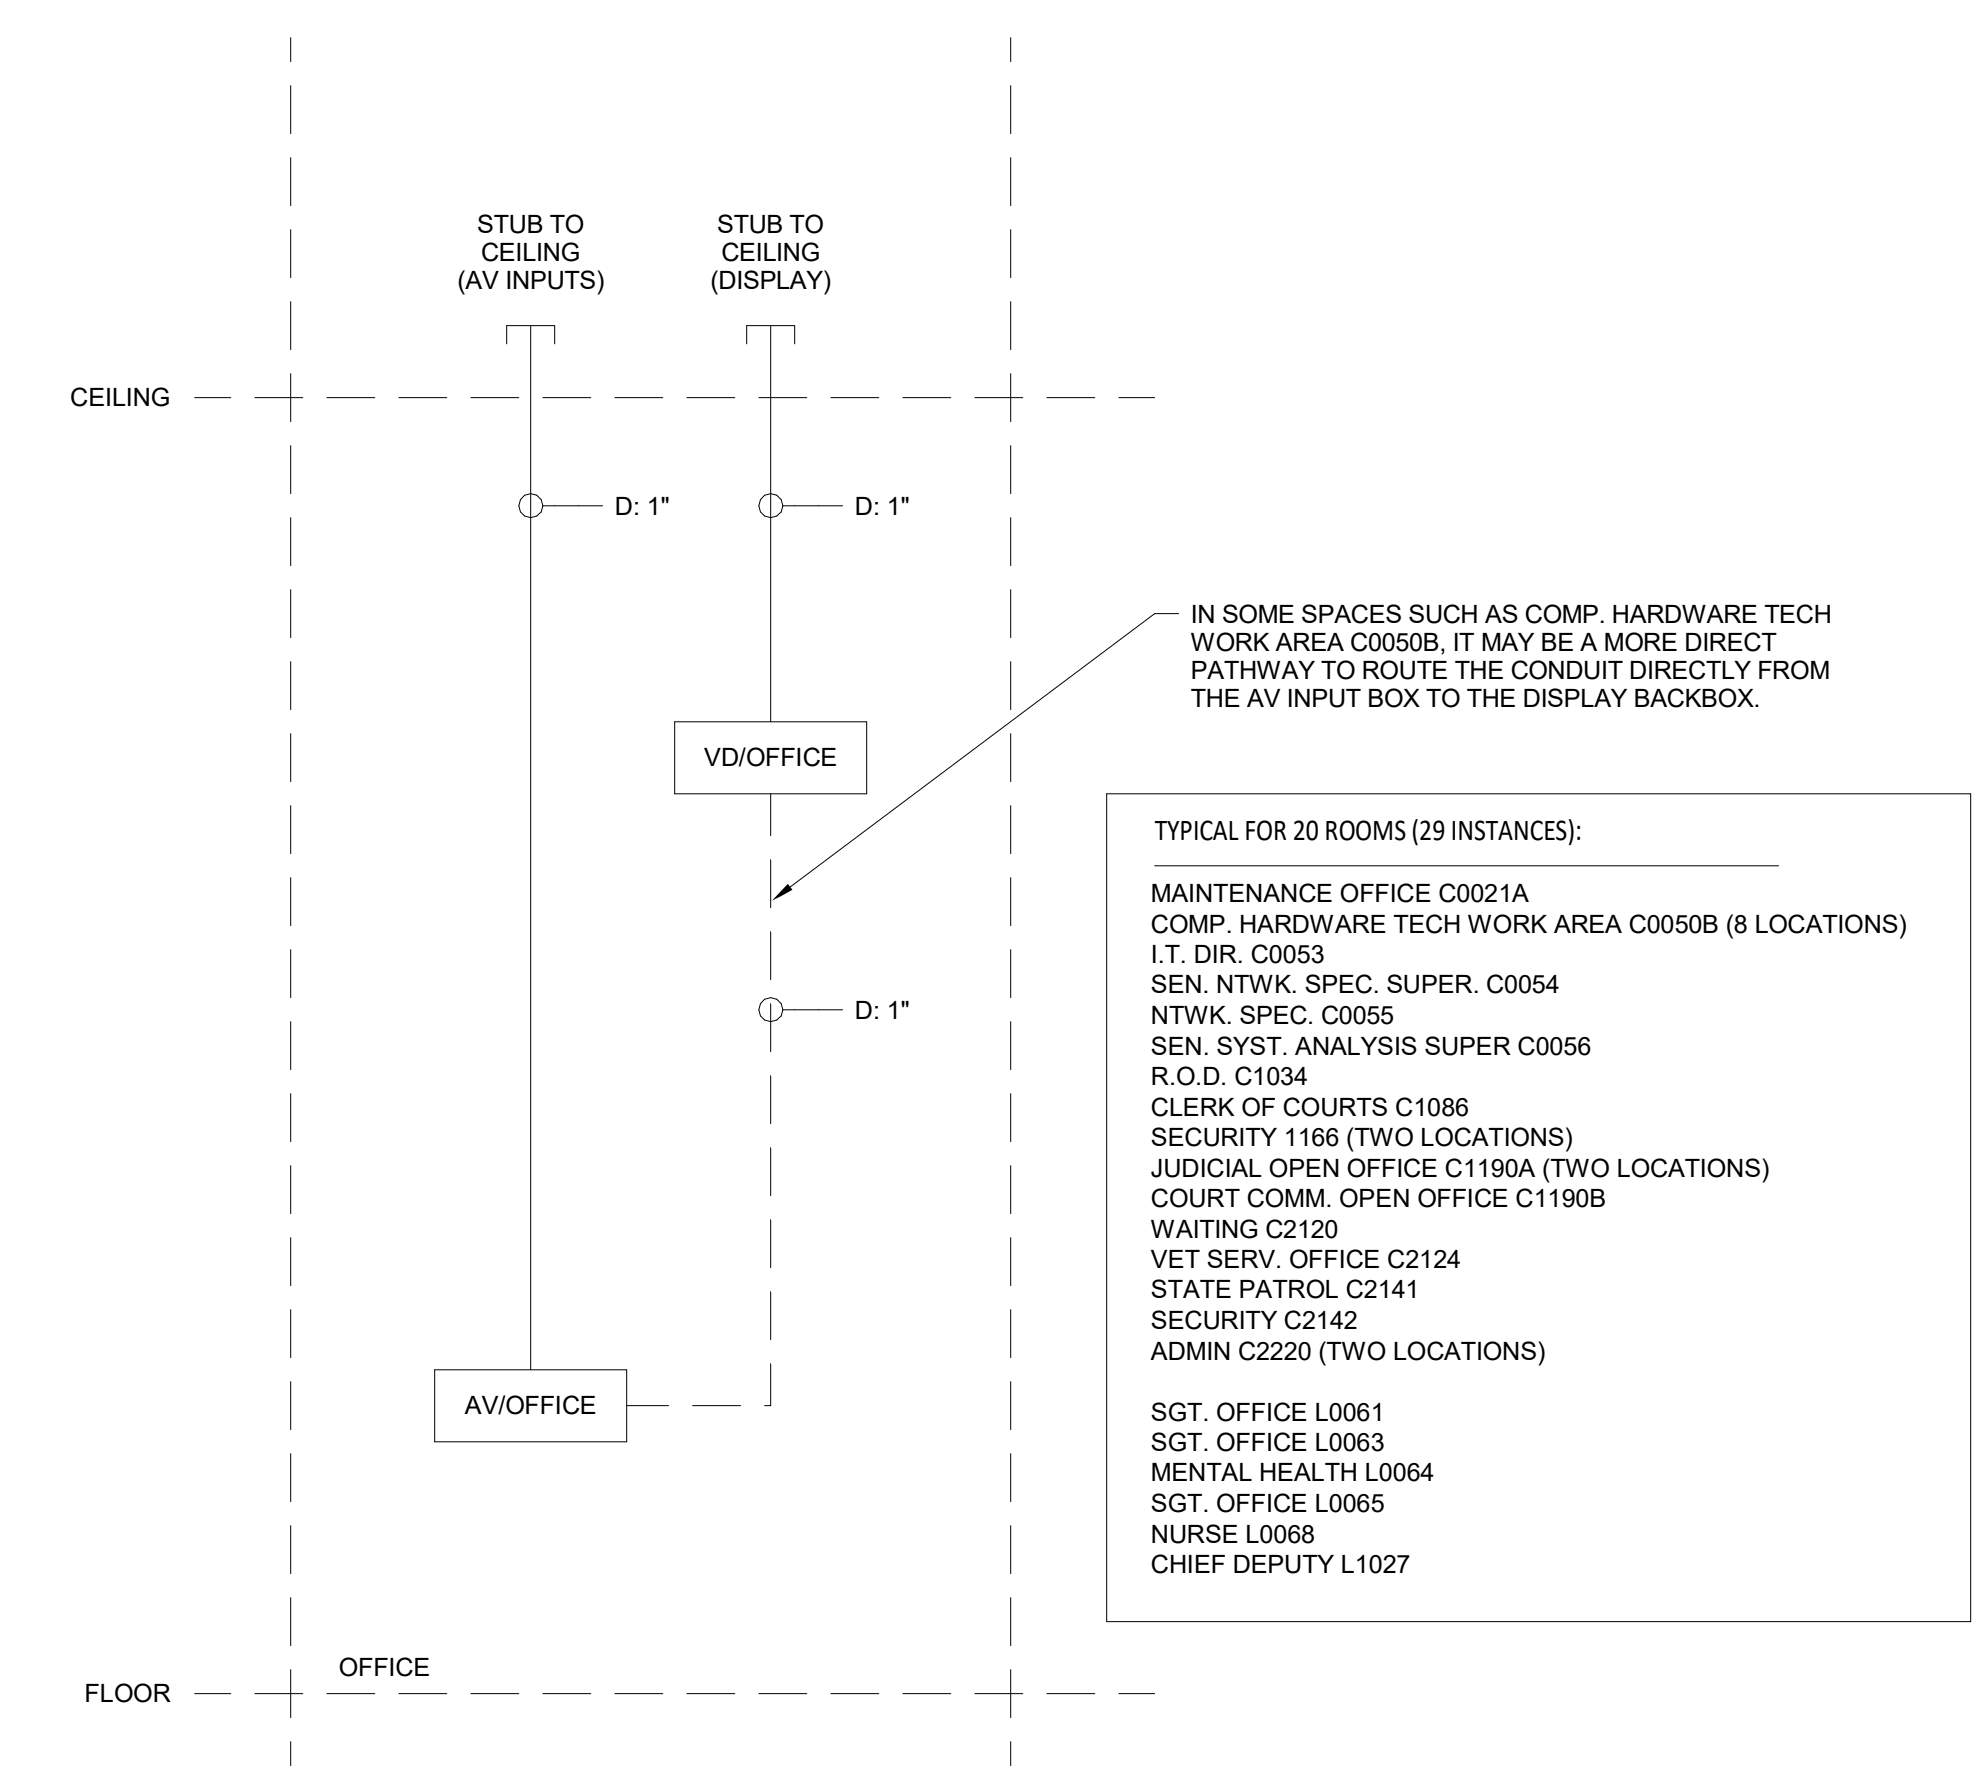 STUB TO
CEILING
(AV INPUTS)
STUB TO
CEILING
(DISPLAY)
CEILING
D: 1"
D: 1"
IN SOME SPACES SUCH AS COMP. HARDWARE TECH
WORK AREA C0050B, IT MAY BE A MORE DIRECT
PATHWAY TO ROUTE THE CONDUIT DIRECTLY FROM
THE AV INPUT BOX TO THE DISPLAY BACKBOX.
VD/OFFICE
TYPICAL FOR 20 ROOMS (29 INSTANCES):
MAINTENANCE OFFICE C0021A
COMP. HARDWARE TECH WORK AREA C0050B (8 LOCATIONS)
I.T. DIR. C0053
SEN. NTWK. SPEC. SUPER. C0054
NTWK. SPEC. C0055
SEN. SYST. ANALYSIS SUPER C0056
R.O.D. C1034
CLERK OF COURTS C1086
SECURITY 1166 (TWO LOCATIONS)
JUDICIAL OPEN OFFICE C1190A (TWO LOCATIONS)
COURT COMM. OPEN OFFICE C1190B
WAITING C2120
VET SERV. OFFICE C2124
STATE PATROL C2141
SECURITY C2142
ADMIN C2220 (TWO LOCATIONS)
SGT. OFFICE L0061
SGT. OFFICE L0063
MENTAL HEALTH L0064
SGT. OFFICE L0065
NURSE L0068
CHIEF DEPUTY L1027
D: 1"
AV/OFFICE
OFFICE
FLOOR